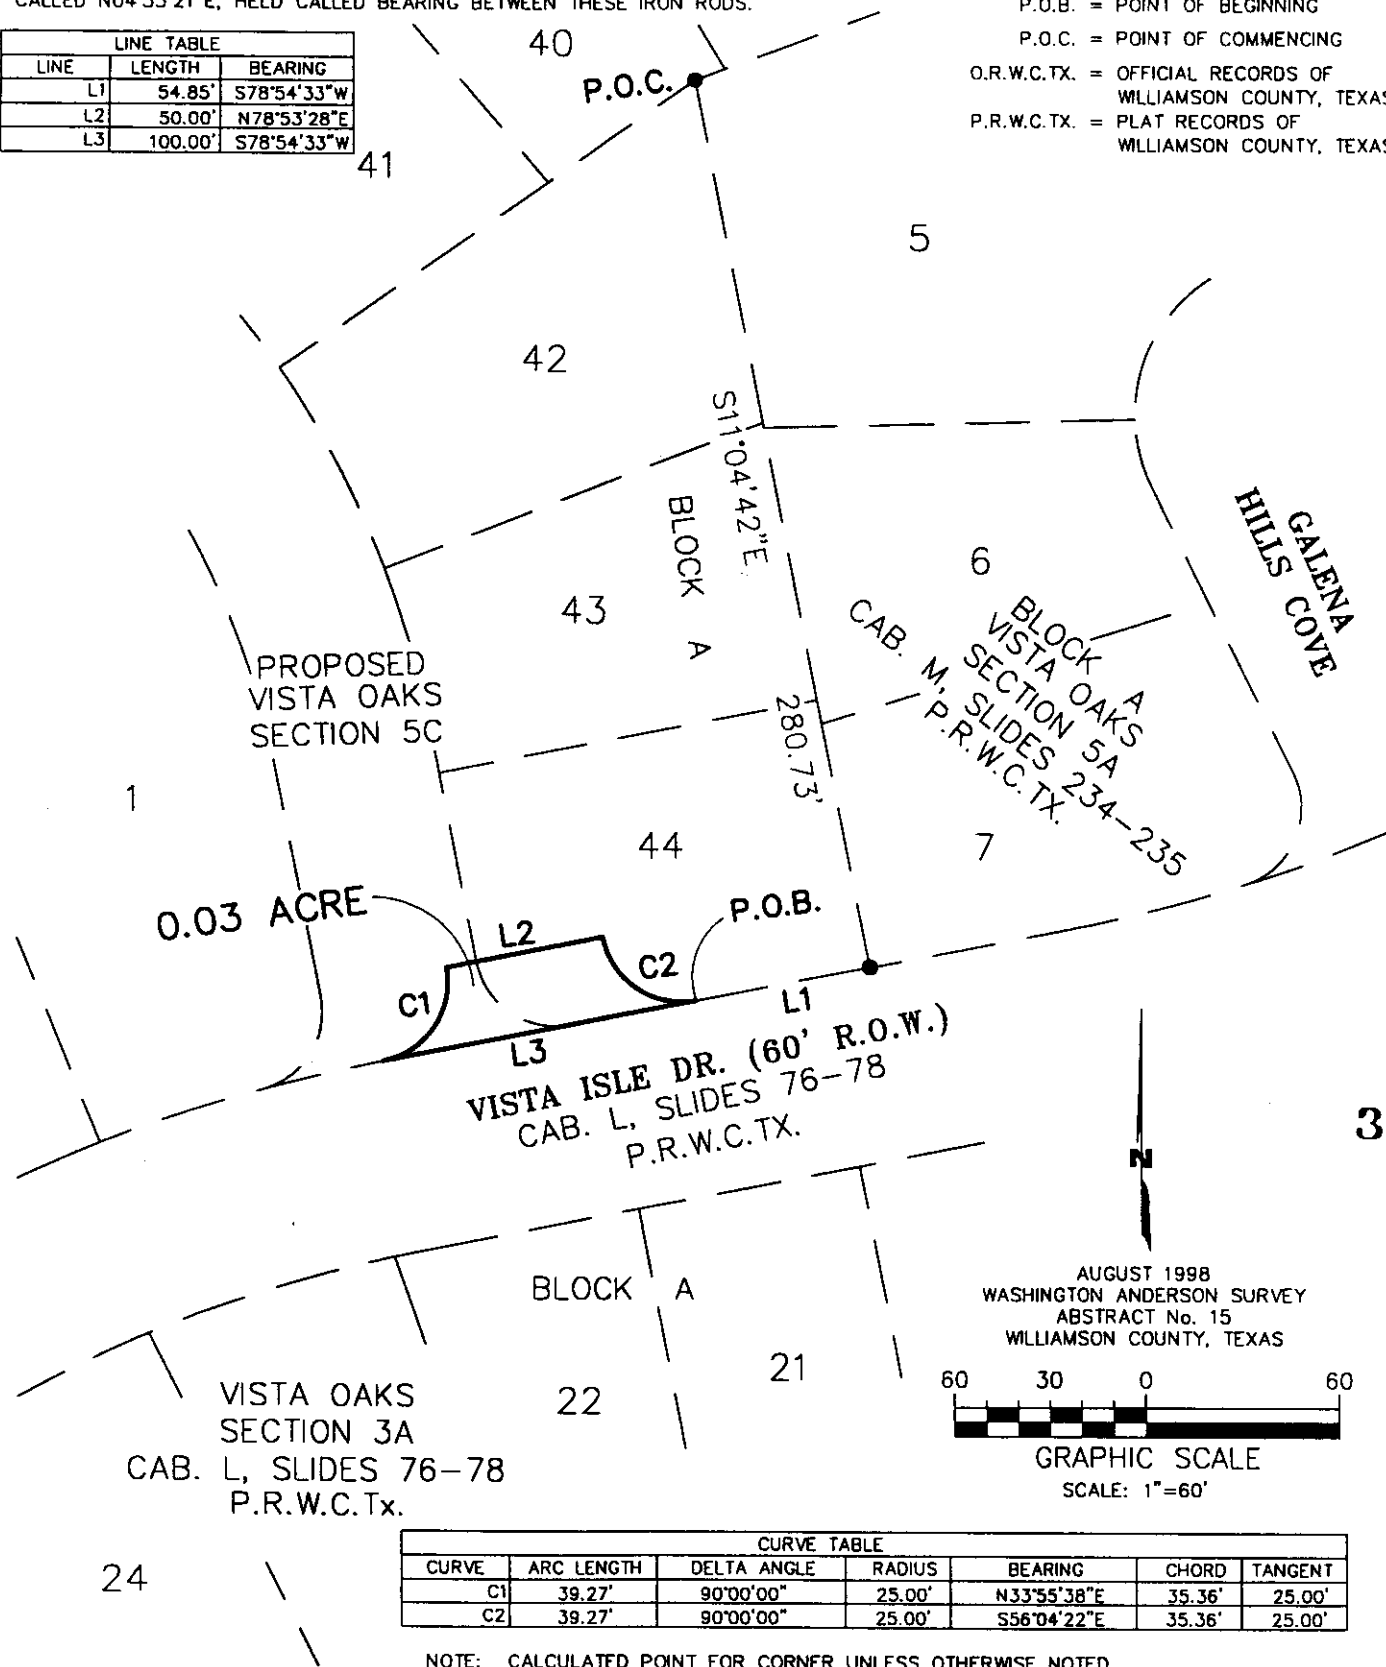 CALLED N04°33'21"E, HELD CALLED BEARING BETWEEN THESE IRON RODS.
P.O.B. = POINT OF BEGINNING
P.O.C. = POINT OF COMMENCING
O.R.W.C.TX. = OFFICIAL RECORDS OF
WILLIAMSON COUNTY, TEXAS
P.R.W.C.TX. = PLAT RECORDS OF
WILLIAMSON COUNTY, TEXAS
LINE TABLE
LINE LENGTH BEARING
L1 54.85' S78°54'33"W
L2 50.00' N78°53'28"E
L3 100.00' S78°54'33"W
40
P.O.C.
41
5
42
S11°04'42"E
280.73'
BLOCK A
43
6
GALENA
HILLS COVE
BLOCK A
VISTA OAKS
SECTION 5A
CAB. M, SLIDES 234-235
P.R.W.C.TX.
PROPOSED
VISTA OAKS
SECTION 5C
1
44
7
0.03 ACRE
P.O.B.
L2
C2
C1
L1
L3
VISTA ISLE DR. (60' R.O.W.)
CAB. L, SLIDES 76-78
P.R.W.C.TX.
3
N
BLOCK A
21
22
AUGUST 1998
WASHINGTON ANDERSON SURVEY
ABSTRACT No. 15
WILLIAMSON COUNTY, TEXAS
60 30 0 60
GRAPHIC SCALE
SCALE: 1"=60'
VISTA OAKS
SECTION 3A
CAB. L, SLIDES 76-78
P.R.W.C.Tx.
24
CURVE TABLE
CURVE ARC LENGTH DELTA ANGLE RADIUS BEARING CHORD TANGENT
C1 39.27' 90°00'00" 25.00' N33°55'38"E 35.36' 25.00'
C2 39.27' 90°00'00" 25.00' S56°04'22"E 35.36' 25.00'
NOTE: CALCULATED POINT FOR CORNER UNLESS OTHERWISE NOTED